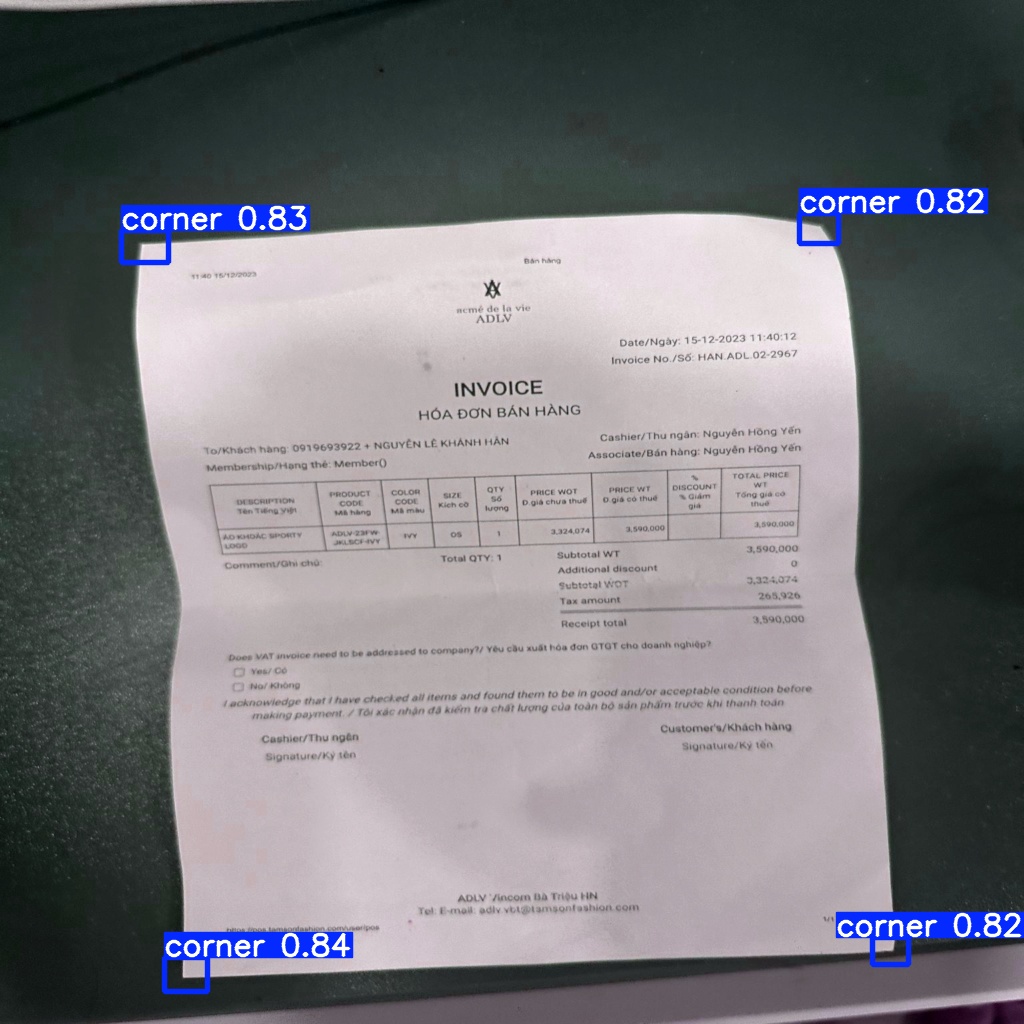 corner 0.83
corner 0.82
11:40 15/12/2023
Bán hàng
acmé de la vie
ADLV
Date/Ngày: 15-12-2023 11:40:12
Invoice No./Số: HAN.ADL.02-2967
INVOICE
HÓA ĐƠN BÁN HÀNG
To/Khách hàng: 0919693922 + NGUYỄN LÊ KHÁNH HÂN
Cashier/Thu ngân: Nguyễn Hồng Yến
Membership/Hạng thẻ: Member()
Associate/Bán hàng: Nguyễn Hồng Yến
DESCRIPTION Tên Tiếng Việt PRODUCT CODE Mã hàng COLOR CODE Mã màu SIZE Kích cỡ QTY Số lượng PRICE WOT Đ.giá chưa thuế PRICE WT Đ.giá có thuế % DISCOUNT % Giảm giá TOTAL PRICE WT Tổng giá có thuế
ÁO KHOÁC SPORTY LOGO ADLV-23FW-JKLSCF-IVY IVY OS 1 3,324,074 3,590,000 3,590,000
Comment/Ghi chú: Total QTY: 1
Subtotal WT 3,590,000
Additional discount 0
Subtotal WOT 3,324,074
Tax amount 265,926
Receipt total 3,590,000
Does VAT invoice need to be addressed to company?/ Yêu cầu xuất hóa đơn GTGT cho doanh nghiệp?
Yes/ Có
No/ Không
I acknowledge that I have checked all items and found them to be in good and/or acceptable condition before
making payment. / Tôi xác nhận đã kiểm tra chất lượng của toàn bộ sản phẩm trước khi thanh toán
Cashier/Thu ngân
Customer's/Khách hàng
Signature/Ký tên
Signature/Ký tên
ADLV Vincom Bà Triệu HN
Tel: E-mail: adlv.vbt@tamsonfashion.com
https://pos.tamsonfashion.com/user/pos
1/1
corner 0.84
corner 0.82